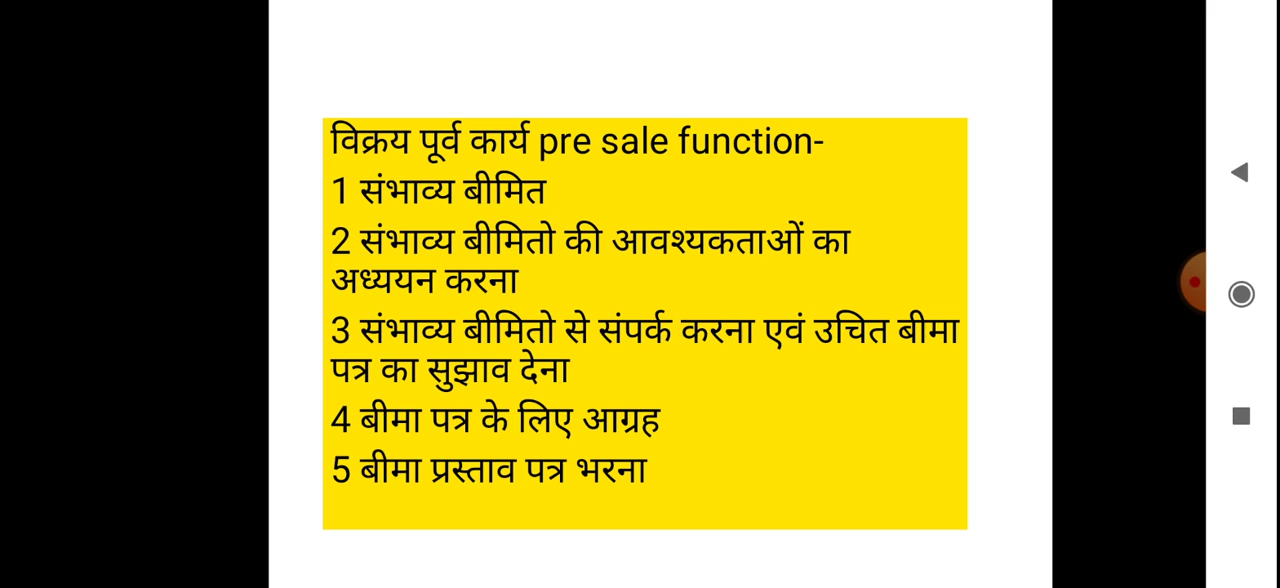 विक्रय पूर्व कार्य pre sale function-
1 संभाव्य बीमित
2 संभाव्य बीमितो की आवश्यकताओं का
अध्ययन करना
3 संभाव्य बीमितो से संपर्क करना एवं उचित बीमा
पत्र का सुझाव देना
4 बीमा पत्र के लिए आग्रह
5 बीमा प्रस्ताव पत्र भरना